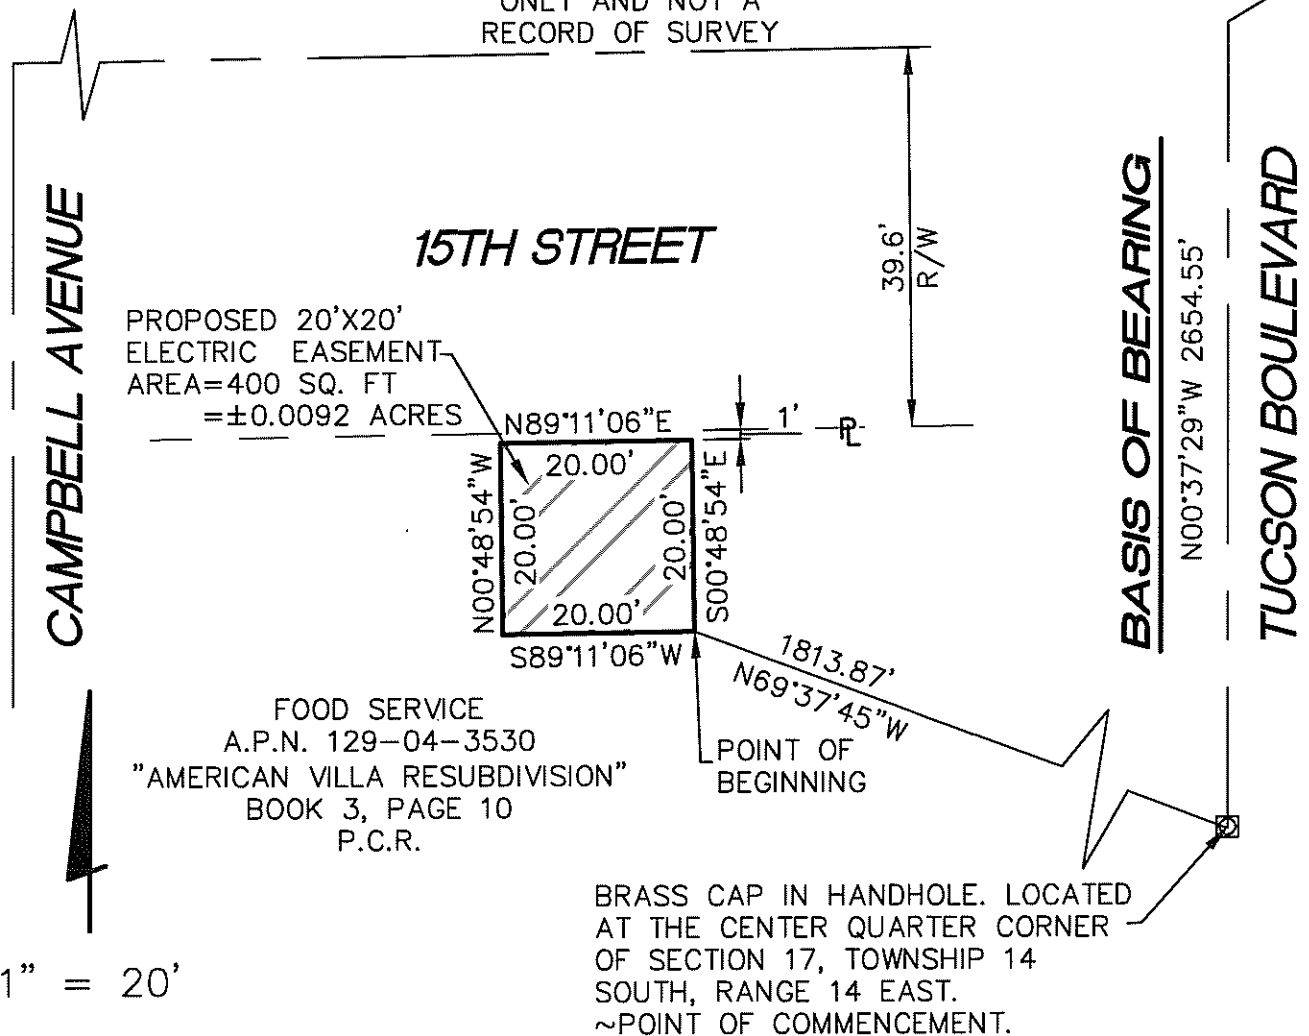 ONLY AND NOT A
RECORD OF SURVEY
CAMPBELL AVENUE
15TH STREET
39.6'
R/W
BASIS OF BEARING
N00°37'29"W 2654.55'
TUCSON BOULEVARD
PROPOSED 20'X20'
ELECTRIC EASEMENT
AREA=400 SQ. FT
=±0.0092 ACRES
N89°11'06"E
1'
PL
20.00'
N00°48'54"W
20.00'
20.00'
S00°48'54"E
20.00'
S89°11'06"W
1813.87'
N69°37'45"W
FOOD SERVICE
A.P.N. 129-04-3530
"AMERICAN VILLA RESUBDIVISION"
BOOK 3, PAGE 10
P.C.R.
POINT OF
BEGINNING
BRASS CAP IN HANDHOLE. LOCATED
AT THE CENTER QUARTER CORNER
OF SECTION 17, TOWNSHIP 14
SOUTH, RANGE 14 EAST.
~POINT OF COMMENCEMENT.
1" = 20'